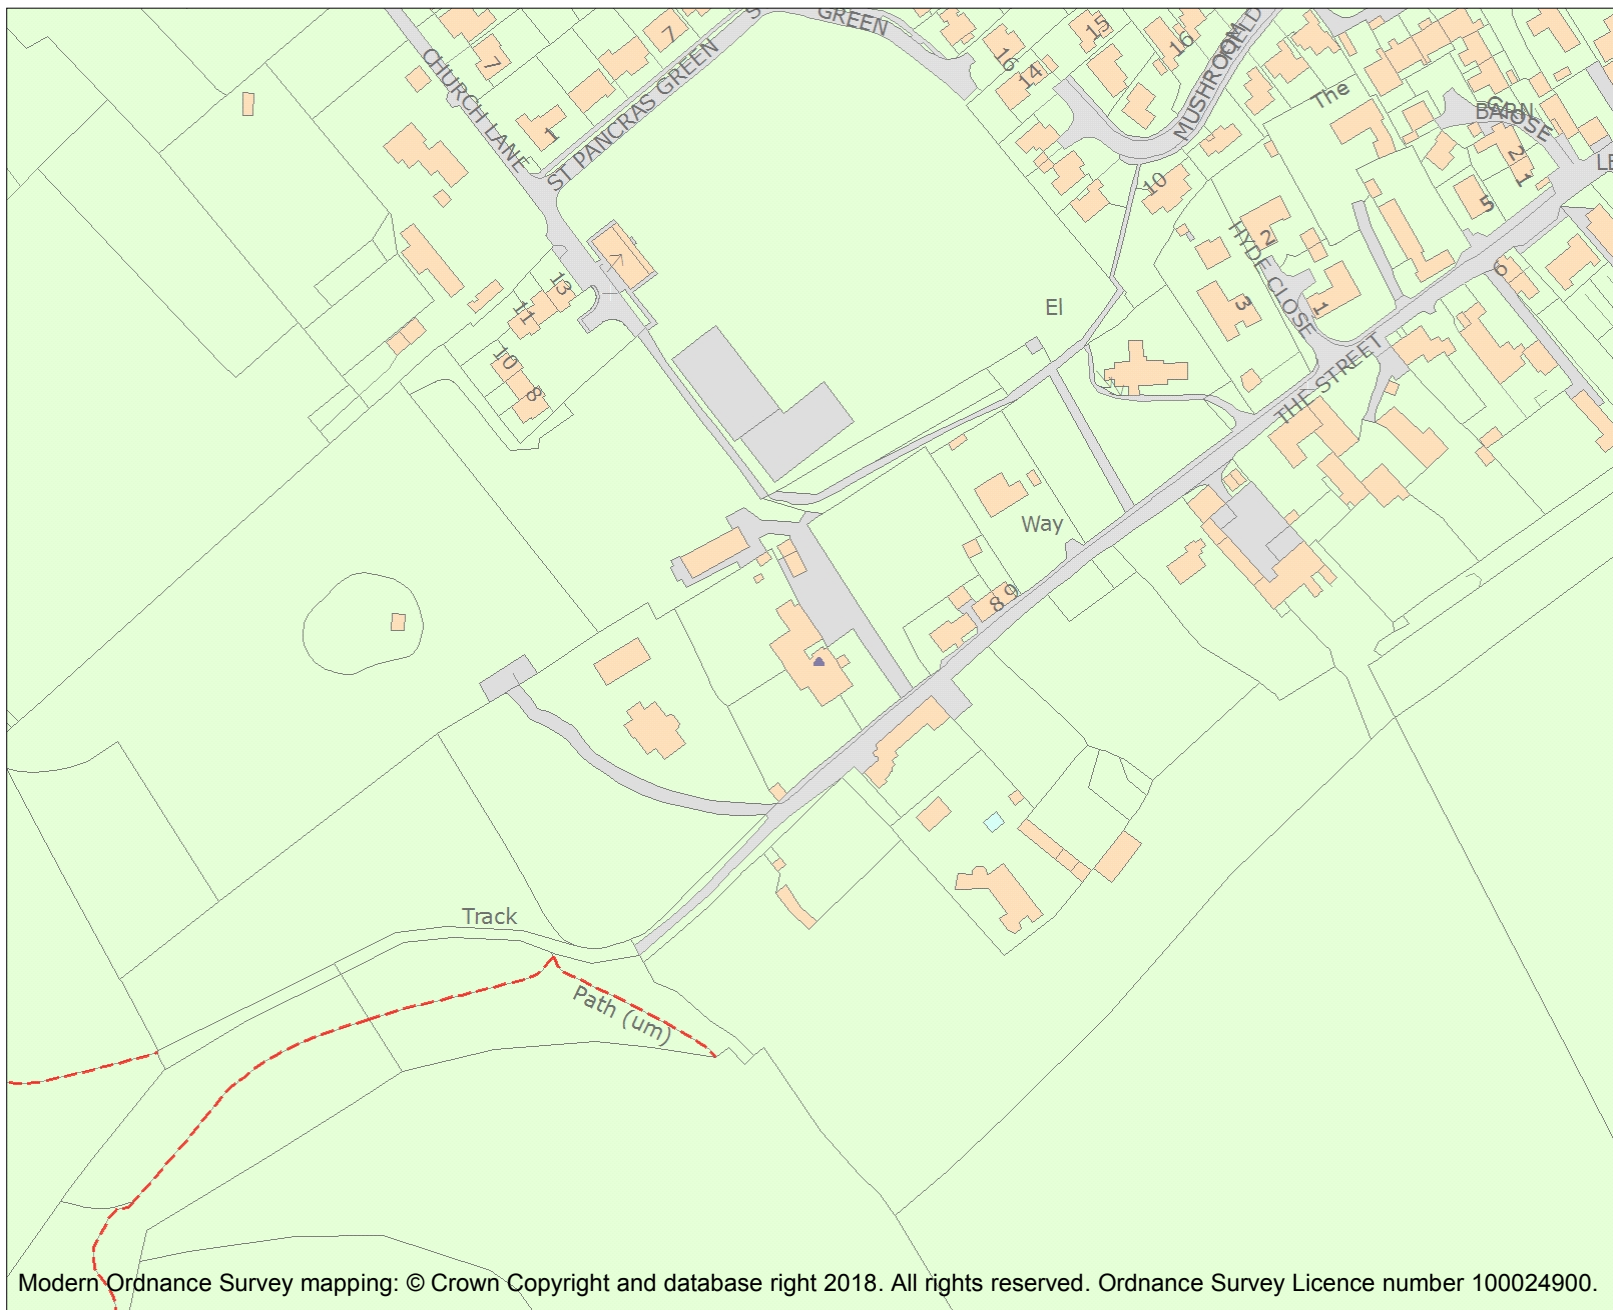 GREEN
15
16
7
7
CHURCH LANE
16
14
MUSHROOM
The
BARN
CLOSE
1
ST PANCRAS GREEN
2
1
10
5
2
HYDE CLOSE
El
6
13
11
3
1
10
8
THE STREET
Way
8 9
Track
Path (um)
Modern Ordnance Survey mapping: © Crown Copyright and database right 2018. All rights reserved. Ordnance Survey Licence number 100024900.